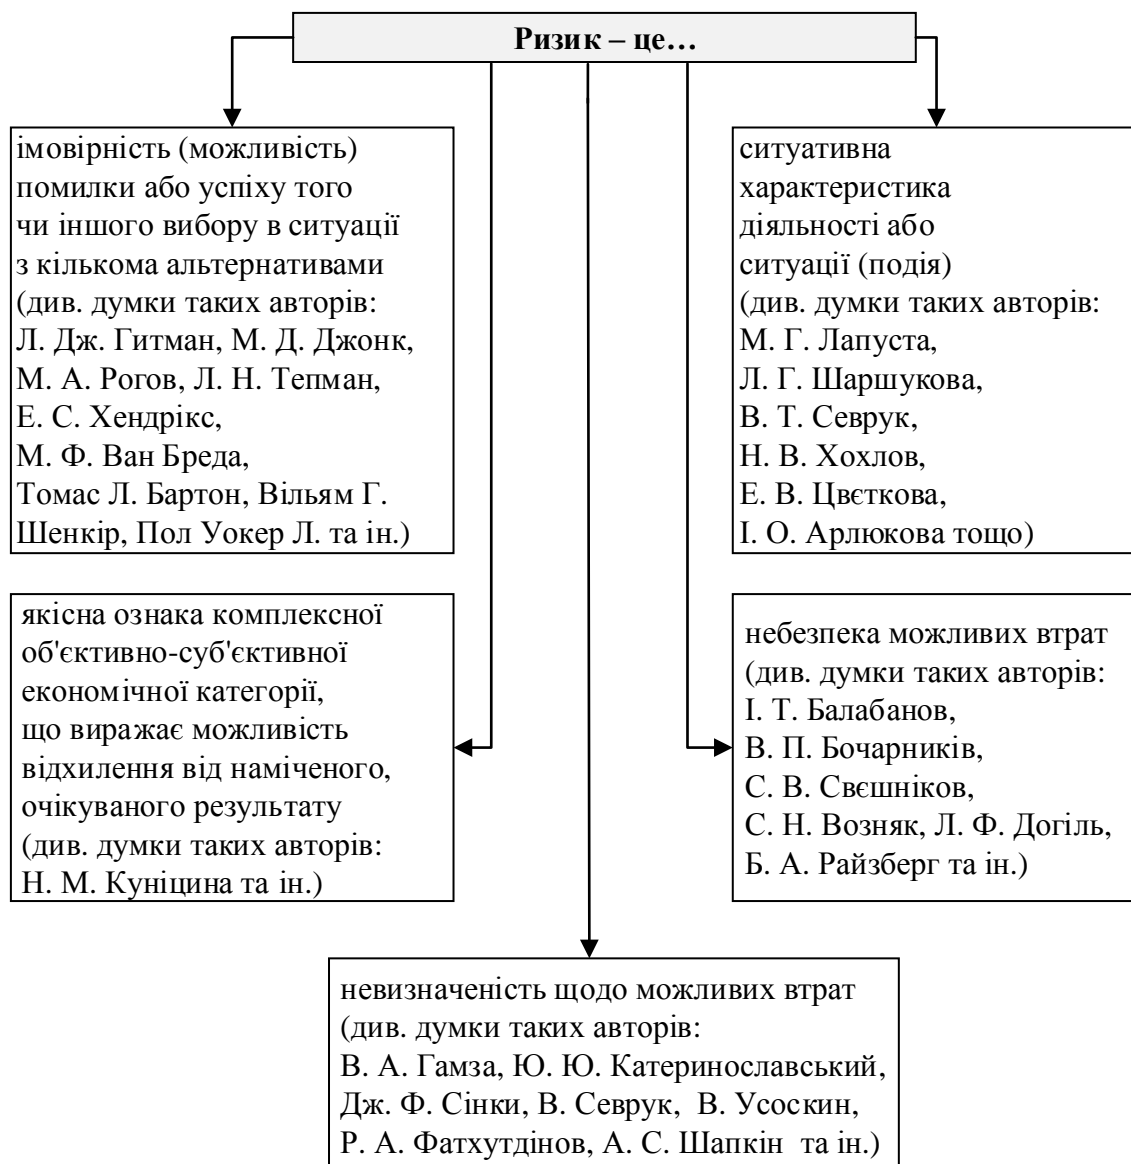 Ризик – це…
імовірність (можливість)
помилки або успіху того
чи іншого вибору в ситуації
з кількома альтернативами
(див. думки таких авторів:
Л. Дж. Гитман, М. Д. Джонк,
М. А. Рогов, Л. Н. Тепман,
Е. С. Хендрікс,
М. Ф. Ван Бреда,
Томас Л. Бартон, Вільям Г.
Шенкір, Пол Уокер Л. та ін.)
ситуативна
характеристика
діяльності або
ситуації (подія)
(див. думки таких авторів:
М. Г. Лапуста,
Л. Г. Шаршукова,
В. Т. Севрук,
Н. В. Хохлов,
Е. В. Цвєткова,
І. О. Арлюкова тощо)
якісна ознака комплексної
об'єктивно-суб'єктивної
економічної категорії,
що виражає можливість
відхилення від наміченого,
очікуваного результату
(див. думки таких авторів:
Н. М. Куніцина та ін.)
небезпека можливих втрат
(див. думки таких авторів:
І. Т. Балабанов,
В. П. Бочарників,
С. В. Свєшніков,
С. Н. Возняк, Л. Ф. Догіль,
Б. А. Райзберг та ін.)
невизначеність щодо можливих втрат
(див. думки таких авторів:
В. А. Гамза, Ю. Ю. Катеринославський,
Дж. Ф. Сінки, В. Севрук, В. Усоскин,
Р. А. Фатхутдінов, А. С. Шапкін та ін.)